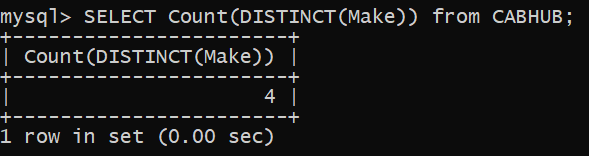 mysql> SELECT Count(DISTINCT(Make)) from CABHUB;
+-----------------------+
| Count(DISTINCT(Make)) |
+-----------------------+
|                     4 |
+-----------------------+
1 row in set (0.00 sec)